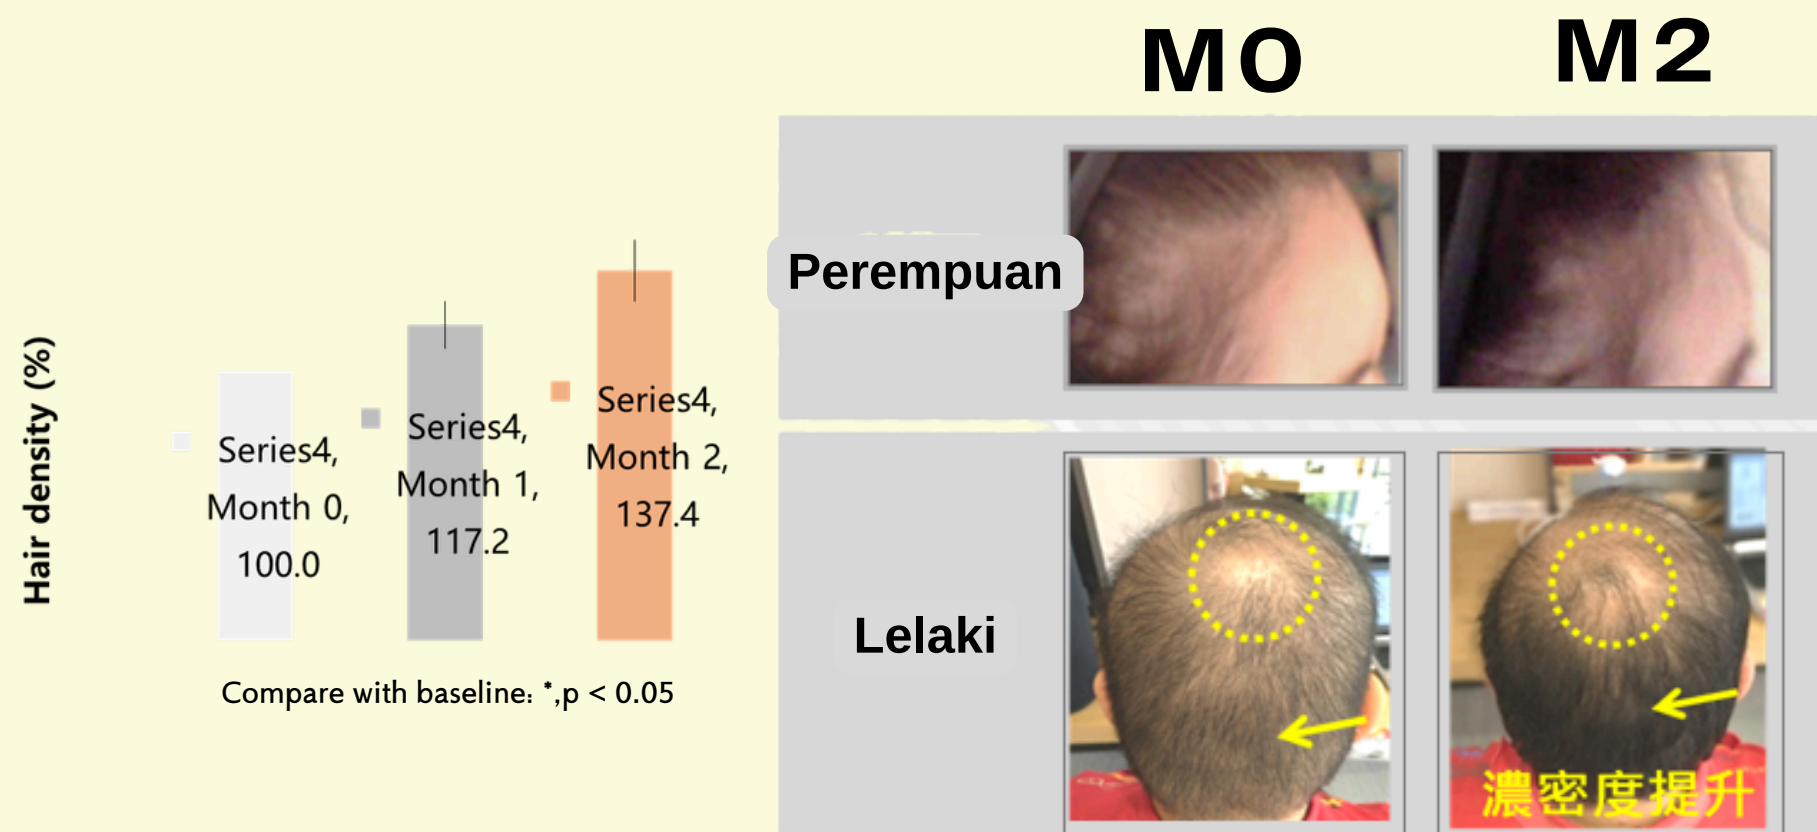 M0
M2
Hair density (%)
Series4,
Month 0,
100.0
Series4,
Month 1,
117.2
Series4,
Month 2,
137.4
Compare with baseline: *,p < 0.05
Perempuan
Lelaki
濃密度提升